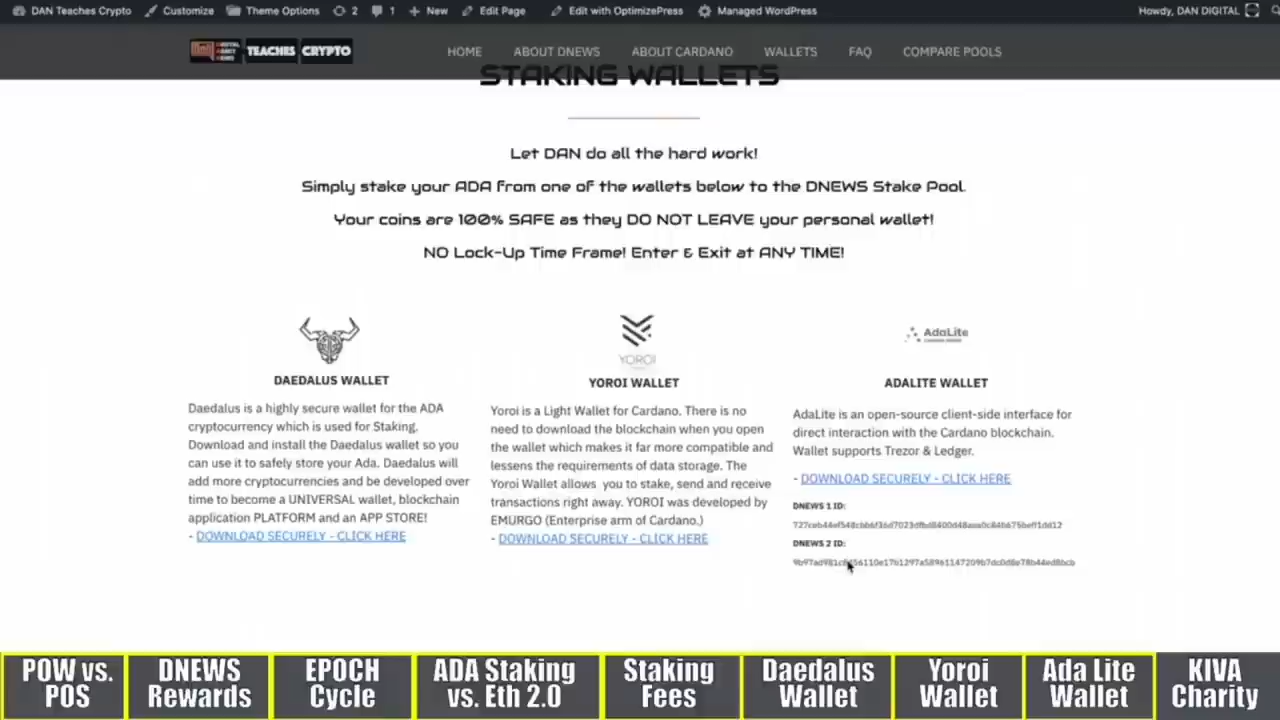 DAN Teaches Crypto Customize Theme Options 2 1 + New Edit Page Edit with OptimizePress Managed WordPress Howdy, DAN DIGITAL
TEACHES CRYPTO HOME ABOUT DNEWS ABOUT CARDANO WALLETS FAQ COMPARE POOLS
STAKING WALLETS
Let DAN do all the hard work!
Simply stake your ADA from one of the wallets below to the DNEWS Stake Pool.
Your coins are 100% SAFE as they DO NOT LEAVE your personal wallet!
NO Lock-Up Time Frame! Enter & Exit at ANY TIME!
DAEDALUS WALLET
Daedalus is a highly secure wallet for the ADA
cryptocurrency which is used for Staking.
Download and install the Daedalus wallet so you
can use it to safely store your Ada. Daedalus will
add more cryptocurrencies and be developed over
time to become a UNIVERSAL wallet, blockchain
application PLATFORM and an APP STORE!
- DOWNLOAD SECURELY - CLICK HERE
YOROI
YOROI WALLET
Yoroi is a Light Wallet for Cardano. There is no
need to download the blockchain when you open
the wallet which makes it far more compatible and
lessens the requirements of data storage. The
Yoroi Wallet allows you to stake, send and receive
transactions right away. YOROI was developed by
EMURGO (Enterprise arm of Cardano.)
- DOWNLOAD SECURELY - CLICK HERE
AdaLite
ADALITE WALLET
AdaLite is an open-source client-side interface for
direct interaction with the Cardano blockchain.
Wallet supports Trezor & Ledger.
- DOWNLOAD SECURELY - CLICK HERE
DNEWS 1 ID:
DNEWS 2 ID:
POW vs.
POS
DNEWS
Rewards
EPOCH
Cycle
ADA Staking
vs. Eth 2.0
Staking
Fees
Daedalus
Wallet
Yoroi
Wallet
Ada Lite
Wallet
KIVA
Charity